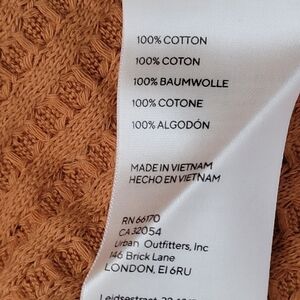 100% COTTON
100% COTON
100% BAUMWOLLE
100% COTONE
100% ALGODÓN
MADE IN VIETNAM
HECHO EN VIETNAM
RN 66170
CA 32054
Urban Outfitters, Inc
146 Brick Lane
LONDON, E1 6RU
Leidsestraat